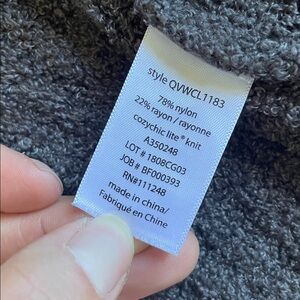 style QVWCL1183
78% nylon
22% rayon / rayonne
cozychic lite® knit
A350248
LOT # 1808CG03
JOB # BF000393
RN#111248
made in china/
Fabriqué en Chine